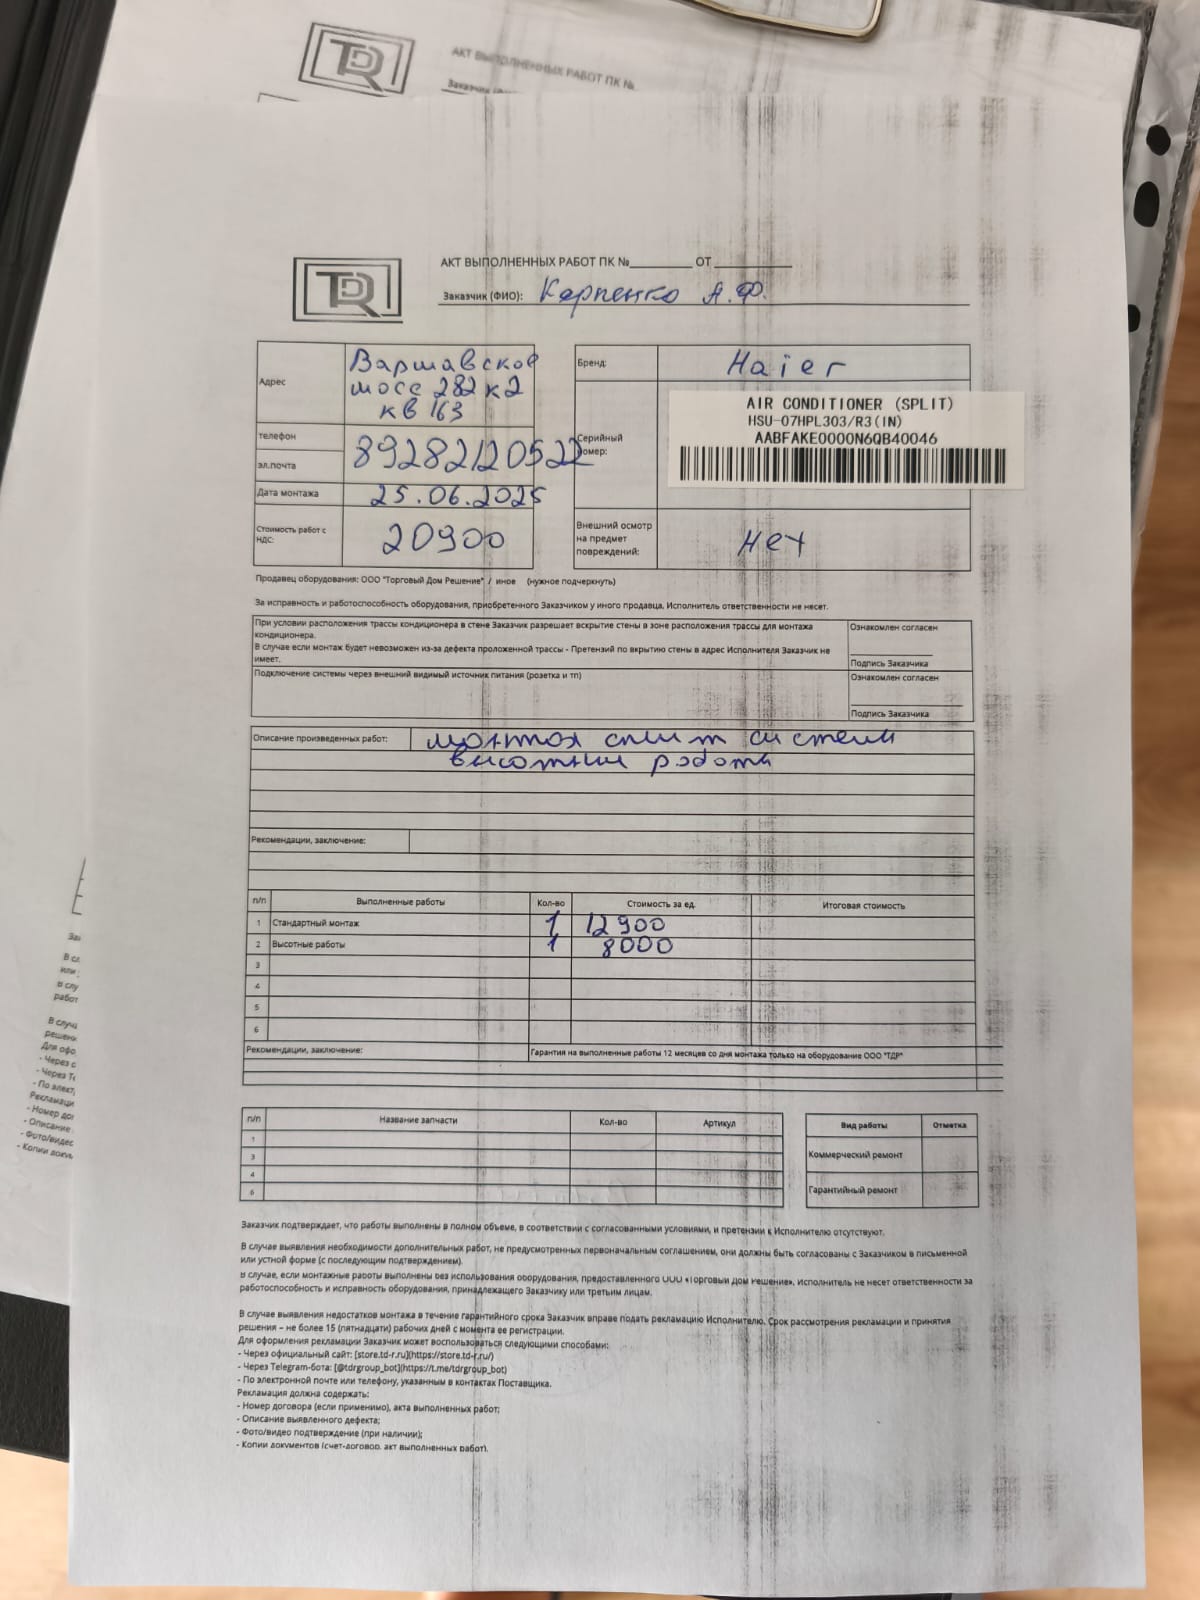 АКТ ВЫПОЛНЕННЫХ РАБОТ ПК №
Заказчик
TDR
АКТ ВЫПОЛНЕННЫХ РАБОТ ПК №__________ ОТ ____________
Заказчик (ФИО): Карпенко А.Ф.
Адрес Варшавское
шосс 282 к2
кв 163
телефон 89282120522
эл.почта
Дата монтажа 25.06.2025
Стоимость работ с НДС: 20900
Бренд: Haier
Серийный номер:
AIR CONDITIONER (SPLIT)
HSU-07HPL303/R3(IN)
AABFAKE0000N6QB40046
Внешний осмотр
на предмет
повреждений: Нет
Продавец оборудования: ООО "Торговый Дом Решение" / иное (нужное подчеркнуть)
За исправность и работоспособность оборудования, приобретенного Заказчиком у иного продавца, Исполнитель ответственности не несет.
При условии расположения трассы кондиционера в стене Заказчик разрешает вскрытие стены в зоне расположения трассы для монтажа
кондиционера.
В случае если монтаж будет невозможен из-за дефекта проложенной трассы - Претензий по вкрытию стены в адрес Исполнителя Заказчик не
имеет.
Ознакомлен согласен
Подпись Заказчика
Подключение системы через внешний видимый источник питания (розетка и тп)
Ознакомлен согласен
Подпись Заказчика
Описание произведенных работ: монтаж сплит системы
высотные работы
Рекомендации, заключение:
п/п Выполненные работы Кол-во Стоимость за ед. Итоговая стоимость
1 Стандартный монтаж 1 12900
2 Высотные работы 1 8000
3
4
5
6
Рекомендации, заключение: Гарантия на выполненные работы 12 месяцев со дня монтажа только на оборудование ООО "ТДР"
п/п Название запчасти Кол-во Артикул
1
3
4
6
Вид работы Отметка
Коммерческий ремонт
Гарантийный ремонт
Заказчик подтверждает, что работы выполнены в полном объеме, в соответствии с согласованными условиями, и претензии к Исполнителю отсутствуют.
В случае выявления необходимости дополнительных работ, не предусмотренных первоначальным соглашением, они должны быть согласованы с Заказчиком в письменной
или устной форме (с последующим подтверждением).
В случае, если монтажные работы выполнены без использования оборудования, предоставленного ООО «Торговый Дом Решение», Исполнитель не несет ответственности за
работоспособность и исправность оборудования, принадлежащего Заказчику или третьим лицам.
В случае выявления недостатков монтажа в течение гарантийного срока Заказчик вправе подать рекламацию Исполнителю. Срок рассмотрения рекламации и принятия
решения – не более 15 (пятнадцати) рабочих дней с момента ее регистрации.
Для оформления рекламации Заказчик может воспользоваться следующими способами:
- Через официальный сайт: [store.td-r.ru](https://store.td-r.ru/)
- Через Telegram-бота: [@tdrgroup_bot](https://t.me/tdrgroup_bot)
- По электронной почте или телефону, указанным в контактах Поставщика.
Рекламация должна содержать:
- Номер договора (если применимо), акта выполненных работ;
- Описание выявленного дефекта;
- Фото/видео подтверждение (при наличии);
- Копии документов (счет-договор, акт выполненных работ).